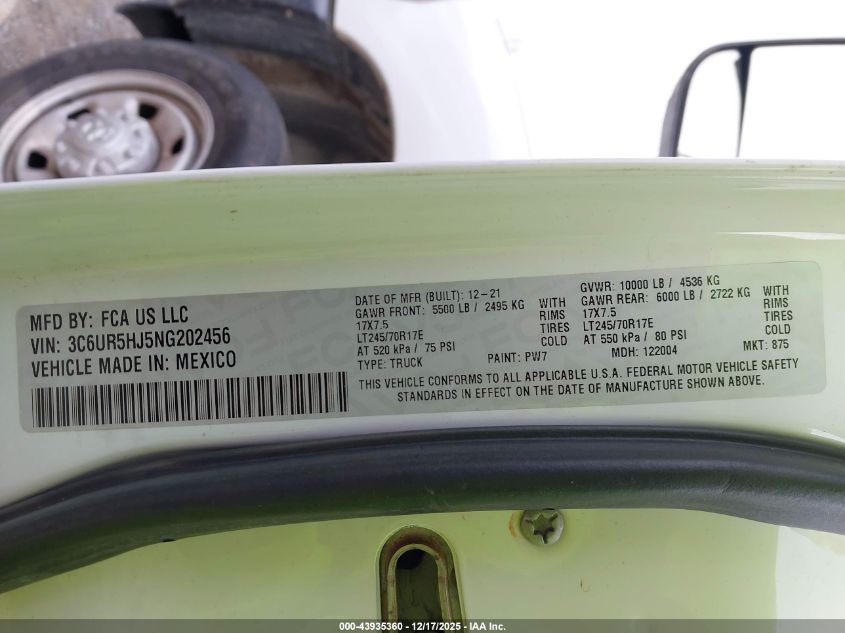 MFD BY: FCA US LLC
VIN: 3C6UR5HJ5NG202456
VEHICLE MADE IN: MEXICO
DATE OF MFR (BUILT): 12-21
GAWR FRONT: 5500 LB / 2495 KG WITH
17X7.5 RIMS
LT245/70R17E TIRES
AT 520 kPa / 75 PSI COLD
TYPE: TRUCK PAINT: PW7
GVWR: 10000 LB / 4536 KG
GAWR REAR: 6000 LB / 2722 KG WITH
17X7.5 RIMS
LT245/70R17E TIRES
AT 550 kPa / 80 PSI COLD
MDH: 122004 MKT: 875
THIS VEHICLE CONFORMS TO ALL APPLICABLE U.S.A. FEDERAL MOTOR VEHICLE SAFETY
STANDARDS IN EFFECT ON THE DATE OF MANUFACTURE SHOWN ABOVE.
000-43935360 - 12/17/2025 - IAA Inc.